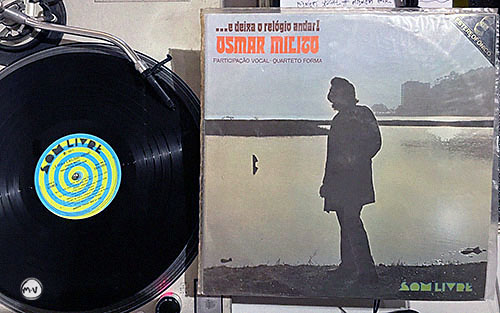 ...e deixa o relógio andar!
OSMAR MILITO
PARTICIPAÇÃO VOCAL - QUARTETO FORMA
SOM LIVRE
SOM LIVRE